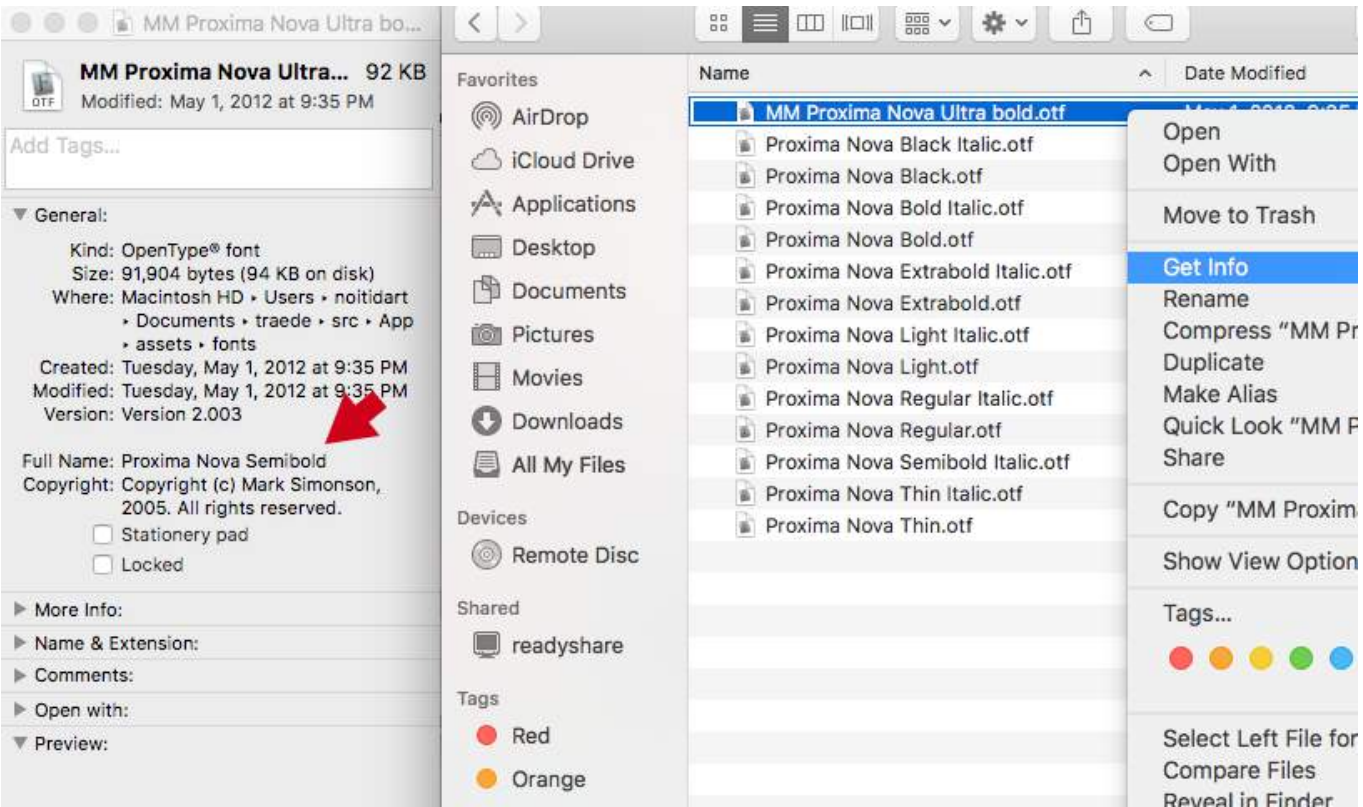 MM Proxima Nova Ultra bo...
MM Proxima Nova Ultra... 92 KB
Modified: May 1, 2012 at 9:35 PM
OTF
Add Tags...
General:
Kind: OpenType® font
Size: 91,904 bytes (94 KB on disk)
Where: Macintosh HD ▸ Users ▸ noitidart
▸ Documents ▸ traede ▸ src ▸ App
▸ assets ▸ fonts
Created: Tuesday, May 1, 2012 at 9:35 PM
Modified: Tuesday, May 1, 2012 at 9:35 PM
Version: Version 2.003
Full Name: Proxima Nova Semibold
Copyright: Copyright (c) Mark Simonson,
2005. All rights reserved.
Stationery pad
Locked
More Info:
Name & Extension:
Comments:
Open with:
Preview:
Favorites
AirDrop
iCloud Drive
Applications
Desktop
Documents
Pictures
Movies
Downloads
All My Files
Devices
Remote Disc
Shared
readyshare
Tags
Red
Orange
Name
Date Modified
MM Proxima Nova Ultra bold.otf
Proxima Nova Black Italic.otf
Proxima Nova Black.otf
Proxima Nova Bold Italic.otf
Proxima Nova Bold.otf
Proxima Nova Extrabold Italic.otf
Proxima Nova Extrabold.otf
Proxima Nova Light Italic.otf
Proxima Nova Light.otf
Proxima Nova Regular Italic.otf
Proxima Nova Regular.otf
Proxima Nova Semibold Italic.otf
Proxima Nova Thin Italic.otf
Proxima Nova Thin.otf
Open
Open With
Move to Trash
Get Info
Rename
Compress “MM Pr
Duplicate
Make Alias
Quick Look “MM P
Share
Copy “MM Proxima
Show View Option
Tags...
Select Left File for
Compare Files
Reveal in Finder